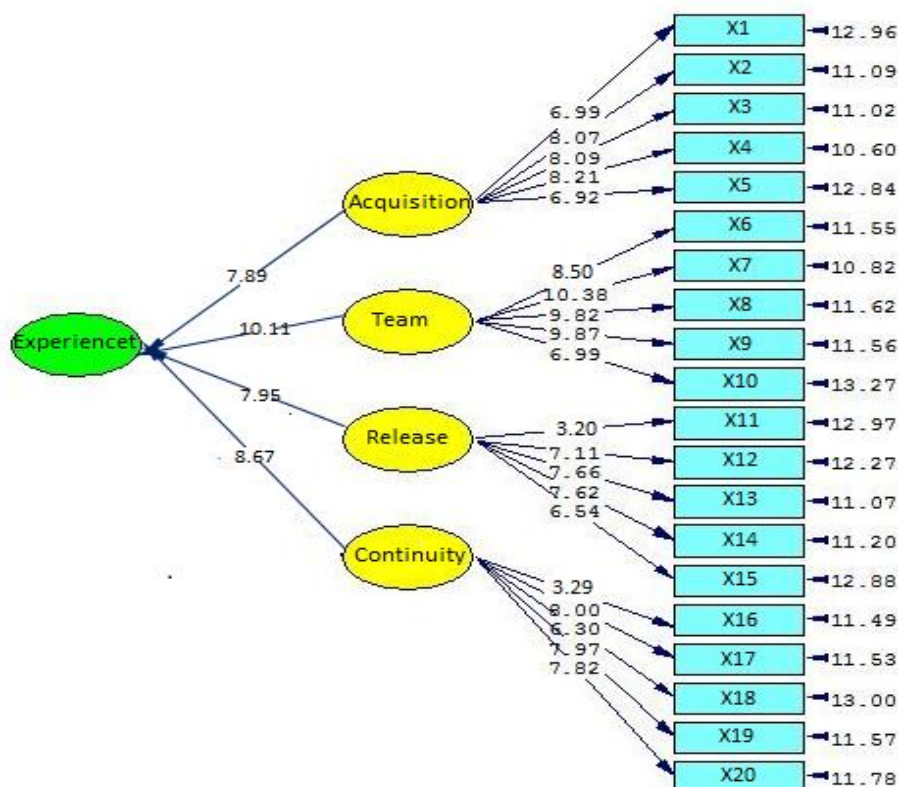 X1 12.96
X2 11.09
X3 11.02
6.99
8.07
8.09
8.21
6.92
X4 10.60
X5 12.84
Acquisition
X6 11.55
X7 10.82
7.89
8.50
10.38
9.82
9.87
6.99
X8 11.62
Team
10.11
X9 11.56
Experiencet
X10 13.27
7.95
X11 12.97
3.20
7.11
7.66
7.62
6.54
Release
8.67
X12 12.27
X13 11.07
X14 11.20
Continuity
X15 12.88
3.29
8.00
6.30
7.97
7.82
X16 11.49
X17 11.53
X18 13.00
X19 11.57
X20 11.78